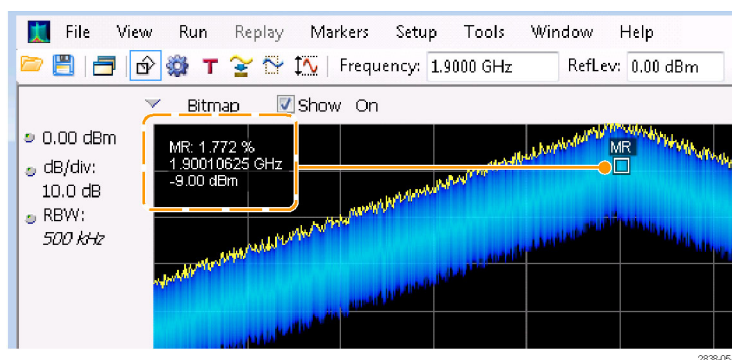 File View Run Replay Markers Setup Tools Window Help
T Frequency: 1.9000 GHz RefLev: 0.00 dBm
Bitmap Show On
0.00 dBm
dB/div:
10.0 dB
RBW:
500 kHz
MR: 1.772 %
1.90010625 GHz
-9.00 dBm
MR